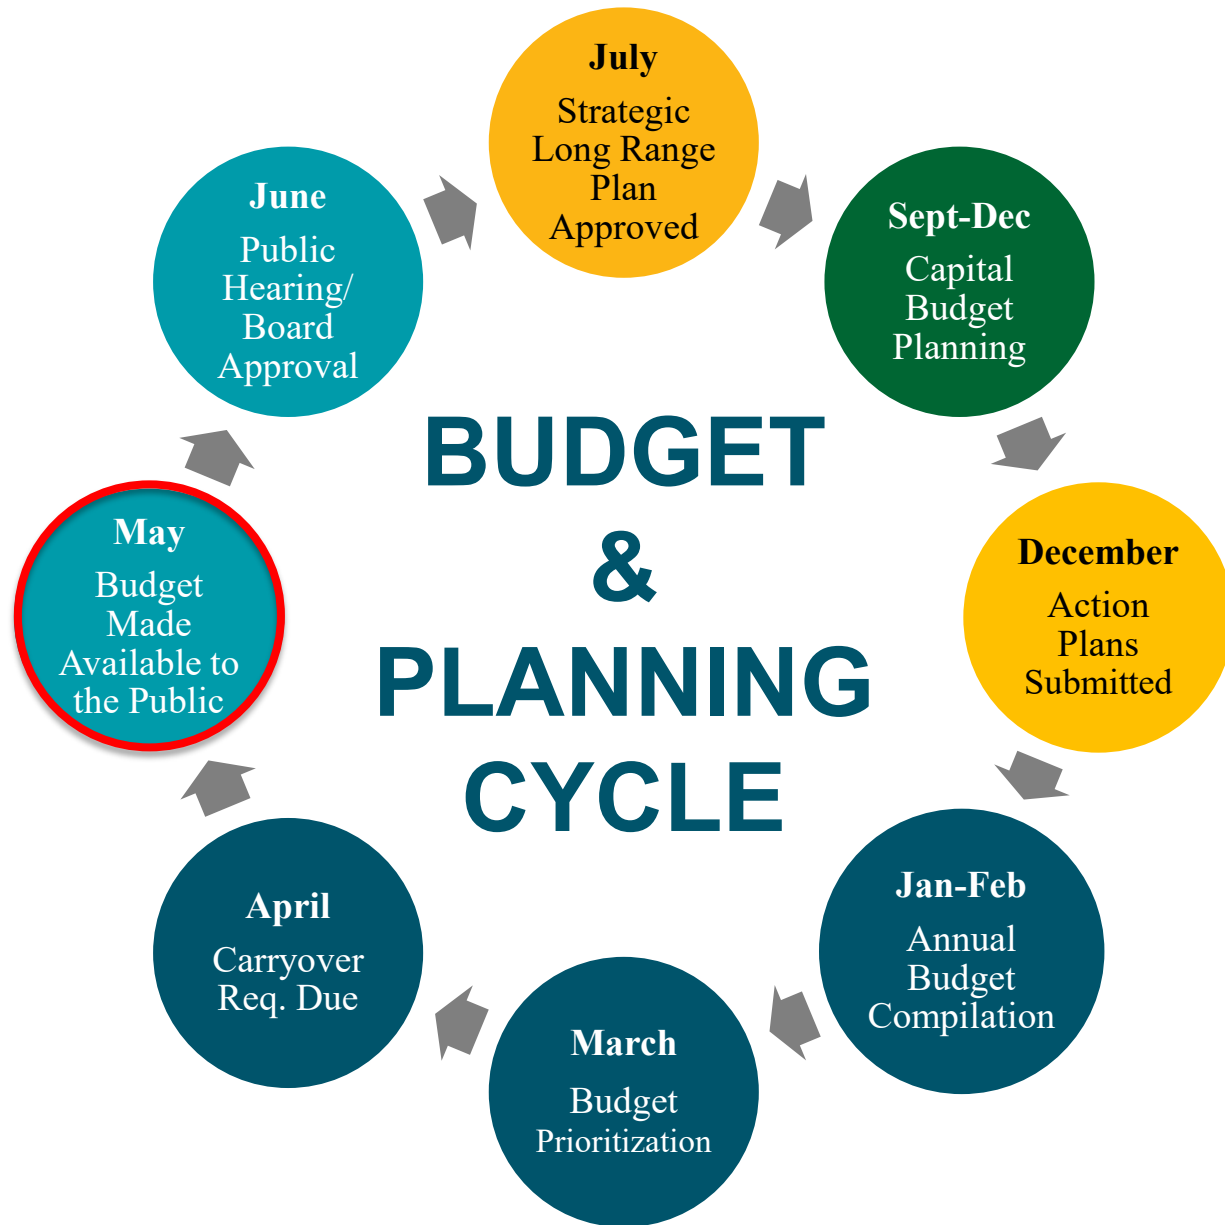 BUDGET
&
PLANNING
CYCLE
July
Strategic
Long Range
Plan
Approved
Sept-Dec
Capital
Budget
Planning
December
Action
Plans
Submitted
Jan-Feb
Annual
Budget
Compilation
March
Budget
Prioritization
April
Carryover
Req. Due
May
Budget
Made
Available to
the Public
June
Public
Hearing/
Board
Approval